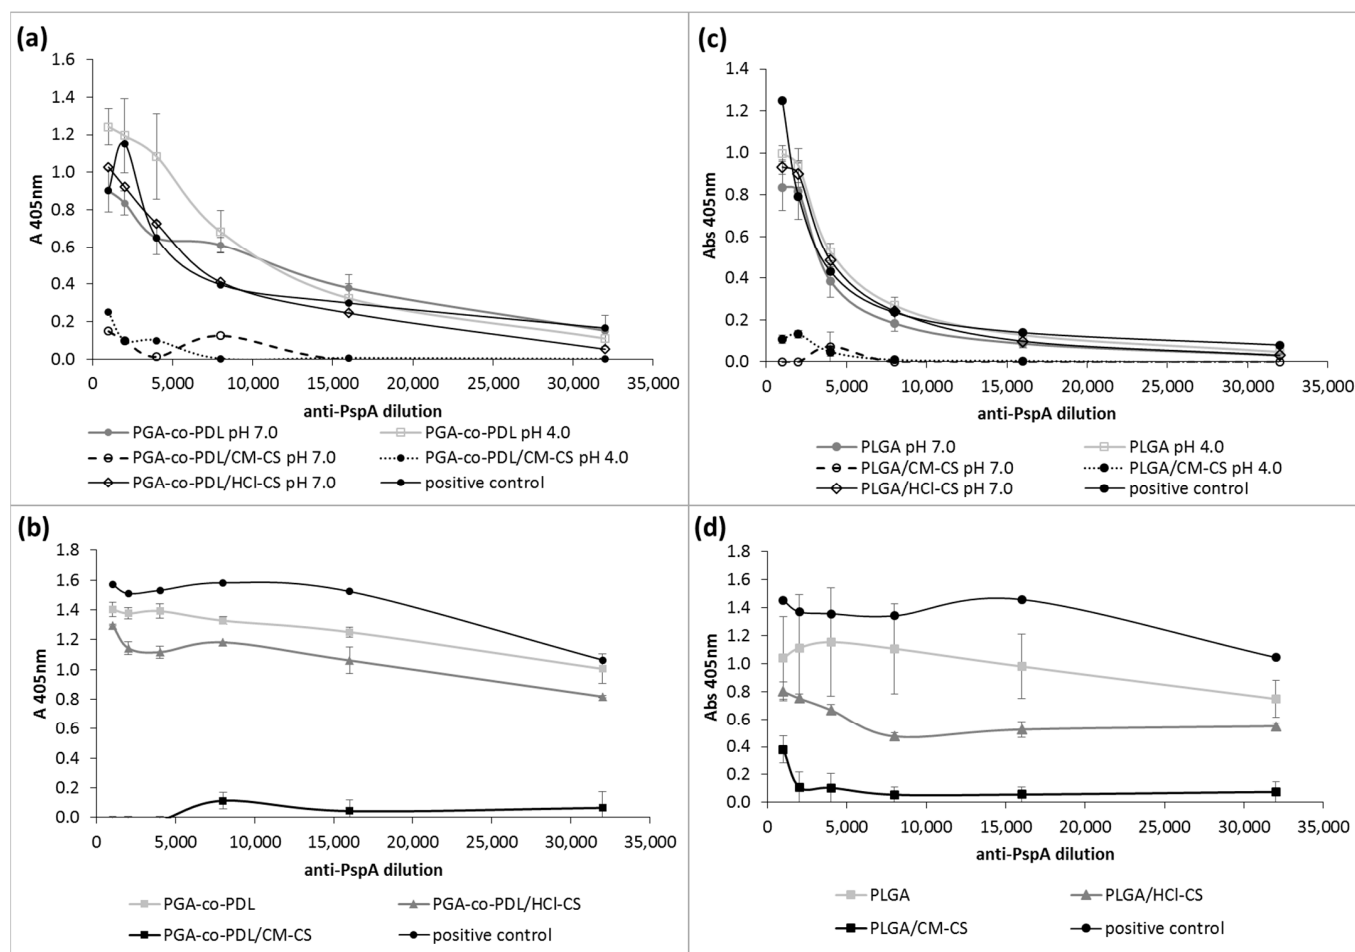 (a)
1.6
1.4
1.2
1.0
0.8
0.6
0.4
0.2
0.0
A 405nm
0 5,000 10,000 15,000 20,000 25,000 30,000 35,000
anti-PspA dilution
PGA-co-PDL pH 7.0 PGA-co-PDL pH 4.0
PGA-co-PDL/CM-CS pH 7.0 PGA-co-PDL/CM-CS pH 4.0
PGA-co-PDL/HCl-CS pH 7.0 positive control
(c)
1.4
1.2
1.0
0.8
0.6
0.4
0.2
0.0
Abs 405nm
0 5,000 10,000 15,000 20,000 25,000 30,000 35,000
anti-PspA dilution
PLGA pH 7.0 PLGA pH 4.0
PLGA/CM-CS pH 7.0 PLGA/CM-CS pH 4.0
PLGA/HCl-CS pH 7.0 positive control
(b)
1.8
1.6
1.4
1.2
1.0
0.8
0.6
0.4
0.2
0.0
A 405nm
0 5,000 10,000 15,000 20,000 25,000 30,000 35,000
anti-PspA dilution
PGA-co-PDL PGA-co-PDL/HCl-CS
PGA-co-PDL/CM-CS positive control
(d)
1.8
1.6
1.4
1.2
1.0
0.8
0.6
0.4
0.2
0.0
Abs 405nm
0 5,000 10,000 15,000 20,000 25,000 30,000 35,000
anti-PspA dilution
PLGA PLGA/HCl-CS
PLGA/CM-CS positive control